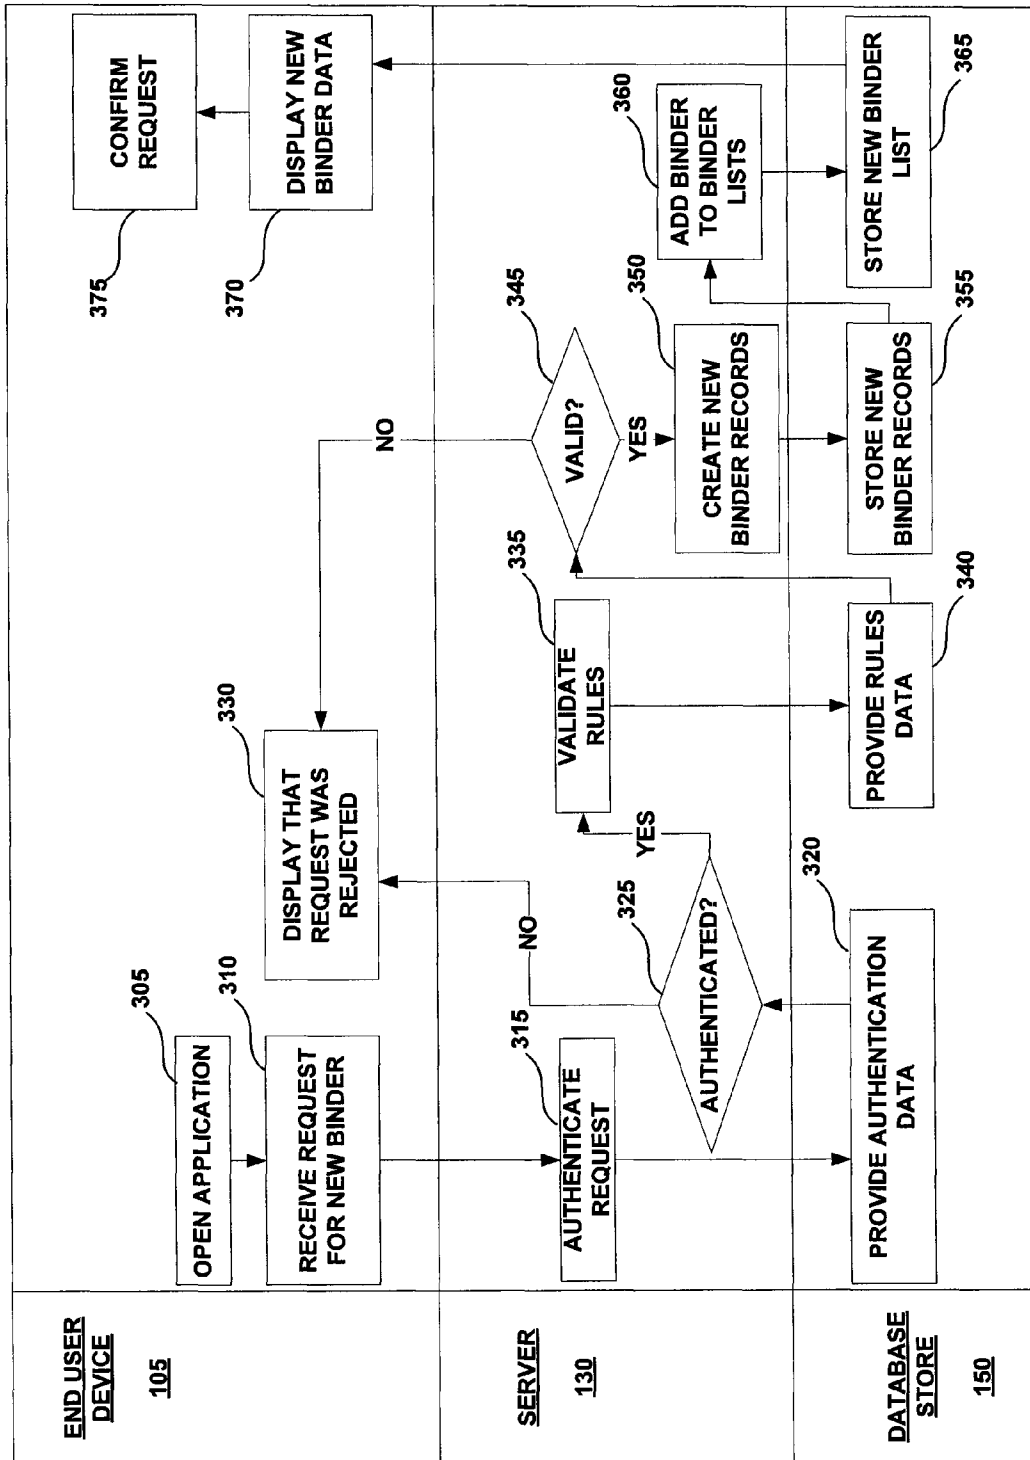 END USER
DEVICE
105
OPEN APPLICATION
305
RECEIVE REQUEST
FOR NEW BINDER
310
DISPLAY THAT
REQUEST WAS
REJECTED
330
NO
DISPLAY NEW
BINDER DATA
370
CONFIRM
REQUEST
375
SERVER
130
AUTHENTICATE
REQUEST
315
NO
AUTHENTICATED?
325
YES
VALIDATE
RULES
335
VALID?
345
YES
CREATE NEW
BINDER RECORDS
350
ADD BINDER
TO BINDER
LISTS
360
DATABASE
STORE
150
PROVIDE AUTHENTICATION
DATA
320
PROVIDE RULES
DATA
340
STORE NEW
BINDER RECORDS
355
STORE NEW BINDER
LIST
365